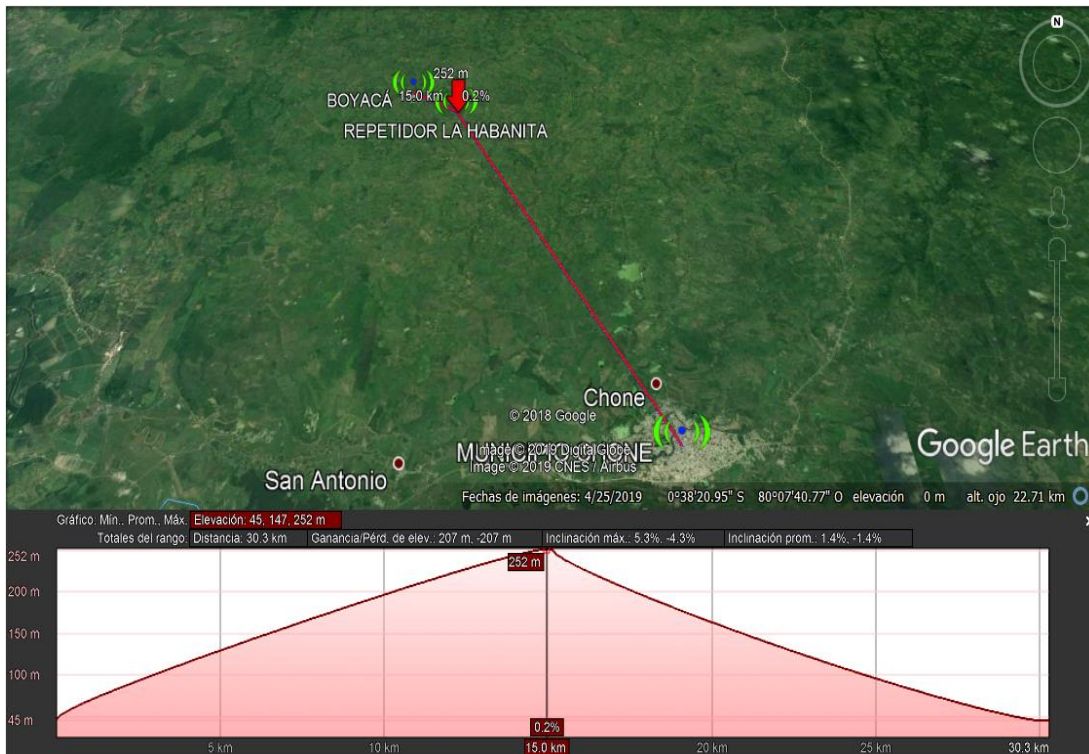 N
252 m
BOYACÁ 15.0 km 0.2%
REPETIDOR LA HABANITA
Chone
© 2018 Google
MUNICIPIO CHONE
Image © 2019 DigitalGlobe
Image © 2019 CNES / Airbus
San Antonio
Google Earth
Fechas de imágenes: 4/25/2019 0°38'20.95" S 80°07'40.77" O elevación 0 m alt. ojo 22.71 km
Gráfico: Mín., Prom., Máx. Elevación: 45, 147, 252 m
Totales del rango: Distancia: 30.3 km Ganancia/Pérd. de elev.: 207 m, -207 m Inclinación máx.: 5.3%, -4.3% Inclinación prom.: 1.4%, -1.4%
252 m
252 m
200 m
150 m
100 m
45 m
0.2%
5 km 10 km 15.0 km 20 km 25 km 30.3 km